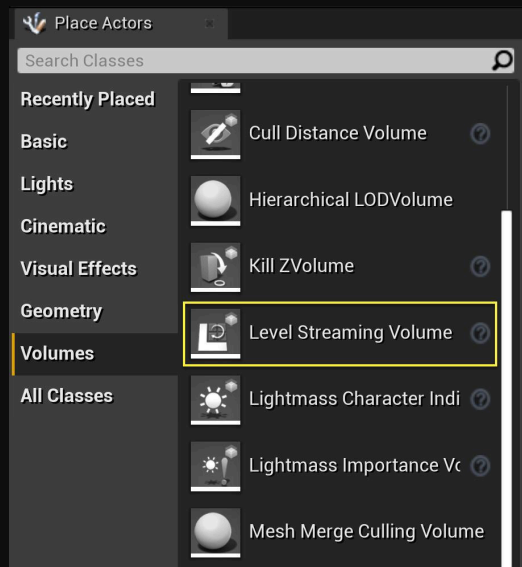 Place Actors
Search Classes
Recently Placed
Basic
Lights
Cinematic
Visual Effects
Geometry
Volumes
All Classes
Cull Distance Volume
Hierarchical LODVolume
Kill ZVolume
Level Streaming Volume
Lightmass Character Indi
Lightmass Importance Vo
Mesh Merge Culling Volume